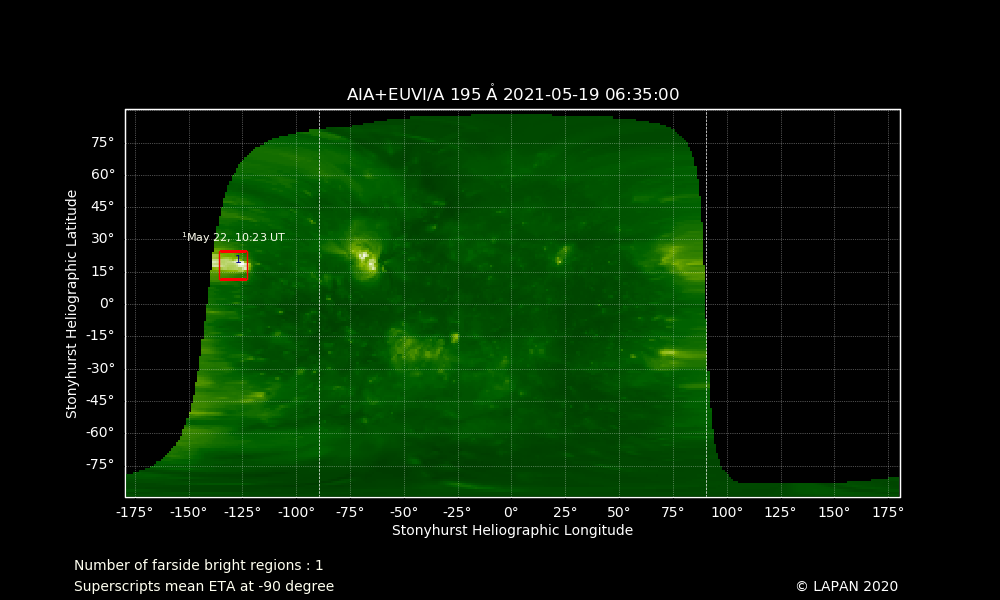 AIA+EUVI/A 195 Å 2021-05-19 06:35:00
75°
60°
45°
30°
15°
0°
-15°
-30°
-45°
-60°
-75°
Stonyhurst Heliographic Latitude
¹May 22, 10:23 UT
1
-175° -150° -125° -100° -75° -50° -25° 0° 25° 50° 75° 100° 125° 150° 175°
Stonyhurst Heliographic Longitude
Number of farside bright regions : 1
Superscripts mean ETA at -90 degree
© LAPAN 2020